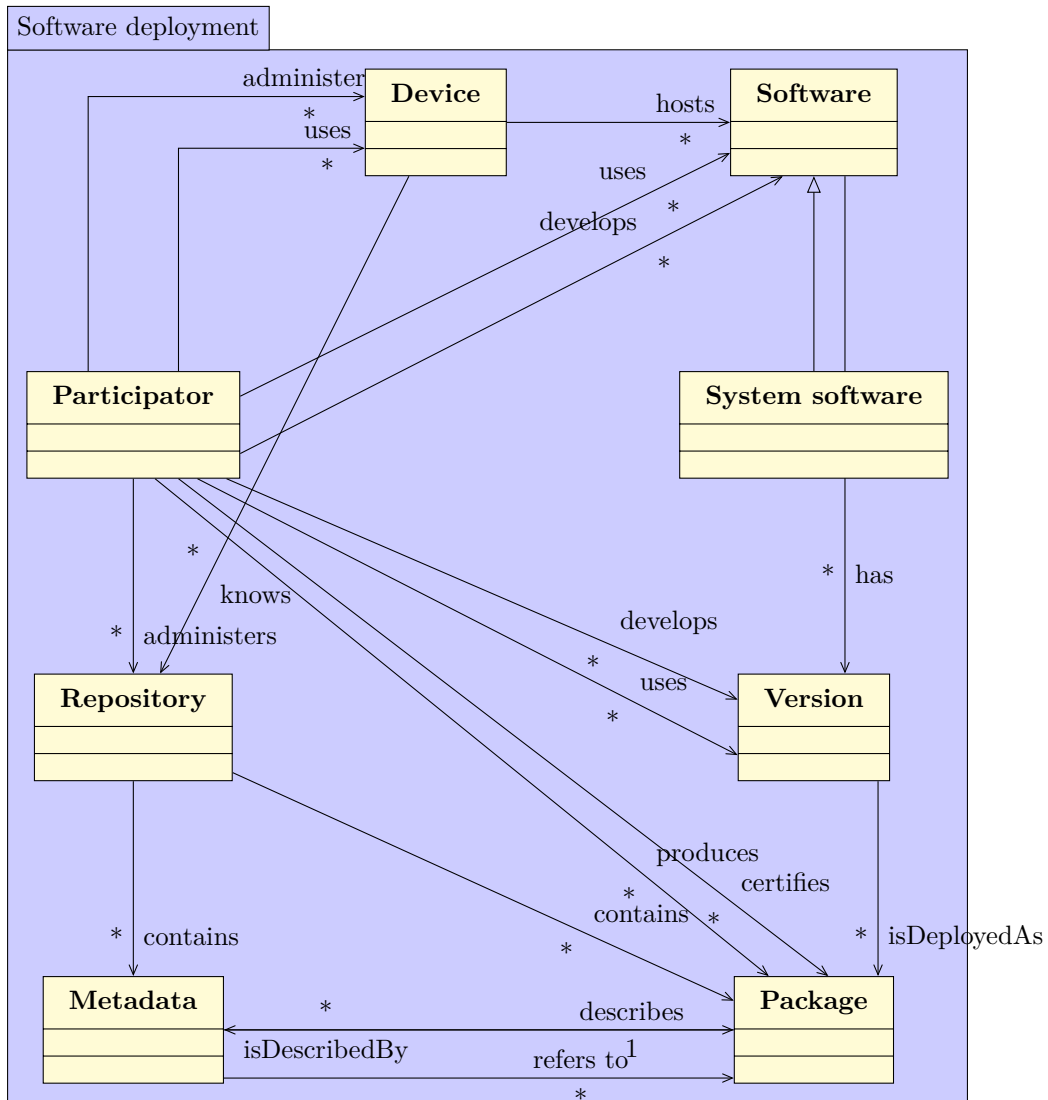 Software deployment
administer
Device
Software
hosts
*
uses
*
*
uses
*
develops
*
Participator
System software
*
knows
*
has
*
administers
develops
*
uses
*
Repository
Version
produces
*
certifies
*
contains
*
*
contains
*
isDeployedAs
Metadata
Package
*
describes
isDescribedBy
1
refers to
*